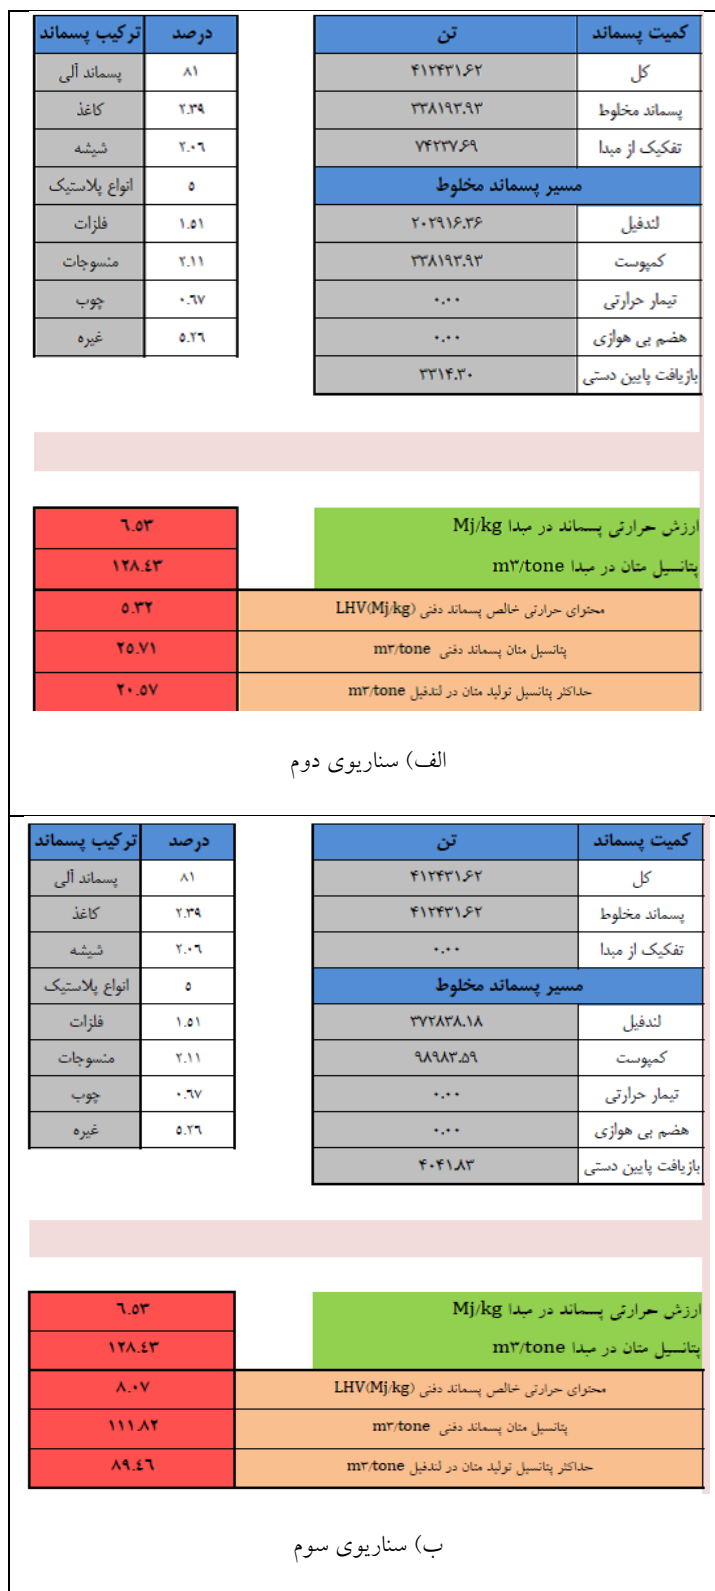 کمیت پسماند تن
کل ۴۱۲۴۳۱.۶۲
پسماند مخلوط ۳۳۸۱۹۳.۹۳
تفکیک از مبدا ۷۴۲۳۷.۶۹
مسیر پسماند مخلوط
لندفیل ۲۰۲۹۱۶.۳۶
کمپوست ۳۳۸۱۹۳.۹۳
تیمار حرارتی ۰.۰۰
هضم بی هوازی ۰.۰۰
بازیافت پایین دستی ۳۳۱۴.۳۰
درصد ترکیب پسماند
۸۱ پسماند آلی
۲.۳۹ کاغذ
۲.۰۶ شیشه
۵ انواع پلاستیک
۱.۵۱ فلزات
۲.۱۱ منسوجات
۰.۶۷ چوب
۵.۲۶ غیره
ارزش حرارتی پسماند در مبدا Mj/kg ۶.۵۳
پتانسیل متان در مبدا m۳/tone ۱۲۸.۴۳
محتوای حرارتی خالص پسماند دفنی LHV(Mj/kg) ۵.۳۲
پتانسیل متان پسماند دفنی m۳/tone ۲۵.۷۱
حداکثر پتانسیل تولید متان در لندفیل m۳/tone ۲۰.۵۷
الف) سناریوی دوم
کمیت پسماند تن
کل ۴۱۲۴۳۱.۶۲
پسماند مخلوط ۴۱۲۴۳۱.۶۲
تفکیک از مبدا ۰.۰۰
مسیر پسماند مخلوط
لندفیل ۳۷۲۸۳۸.۱۸
کمپوست ۹۸۹۸۳.۵۹
تیمار حرارتی ۰.۰۰
هضم بی هوازی ۰.۰۰
بازیافت پایین دستی ۴۰۴۱.۸۳
درصد ترکیب پسماند
۸۱ پسماند آلی
۲.۳۹ کاغذ
۲.۰۶ شیشه
۵ انواع پلاستیک
۱.۵۱ فلزات
۲.۱۱ منسوجات
۰.۶۷ چوب
۵.۲۶ غیره
ارزش حرارتی پسماند در مبدا Mj/kg ۶.۵۳
پتانسیل متان در مبدا m۳/tone ۱۲۸.۴۳
محتوای حرارتی خالص پسماند دفنی LHV(Mj/kg) ۸.۰۷
پتانسیل متان پسماند دفنی m۳/tone ۱۱۱.۸۲
حداکثر پتانسیل تولید متان در لندفیل m۳/tone ۸۹.۴۶
ب) سناریوی سوم